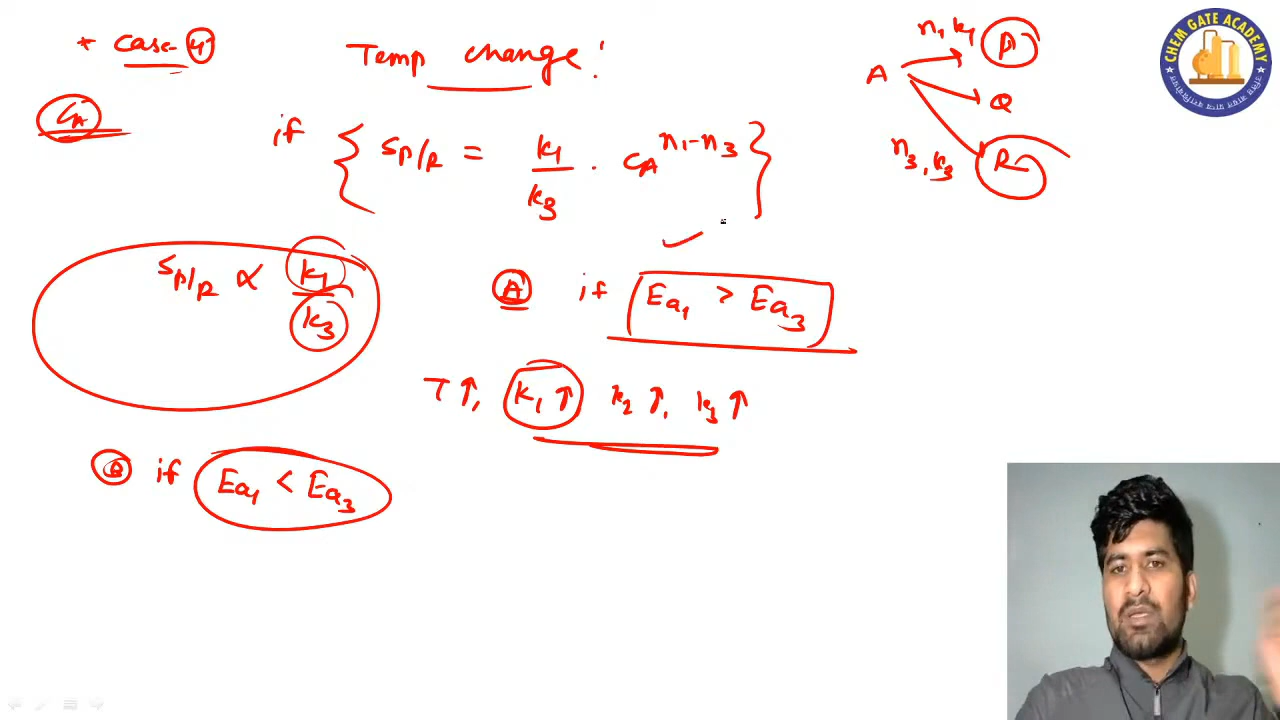 * Case-4
Temp change!
CA
if { SP/R = k1/k3 . CA^n1-n3 }
n1 k1
A
P
Q
n3, k3
R
SP/R ∝ k1/k3
A if Ea1 > Ea3
T↑, k1↑ k2↑, k3↑
B if Ea1 < Ea3
CHEM GATE ACADEMY